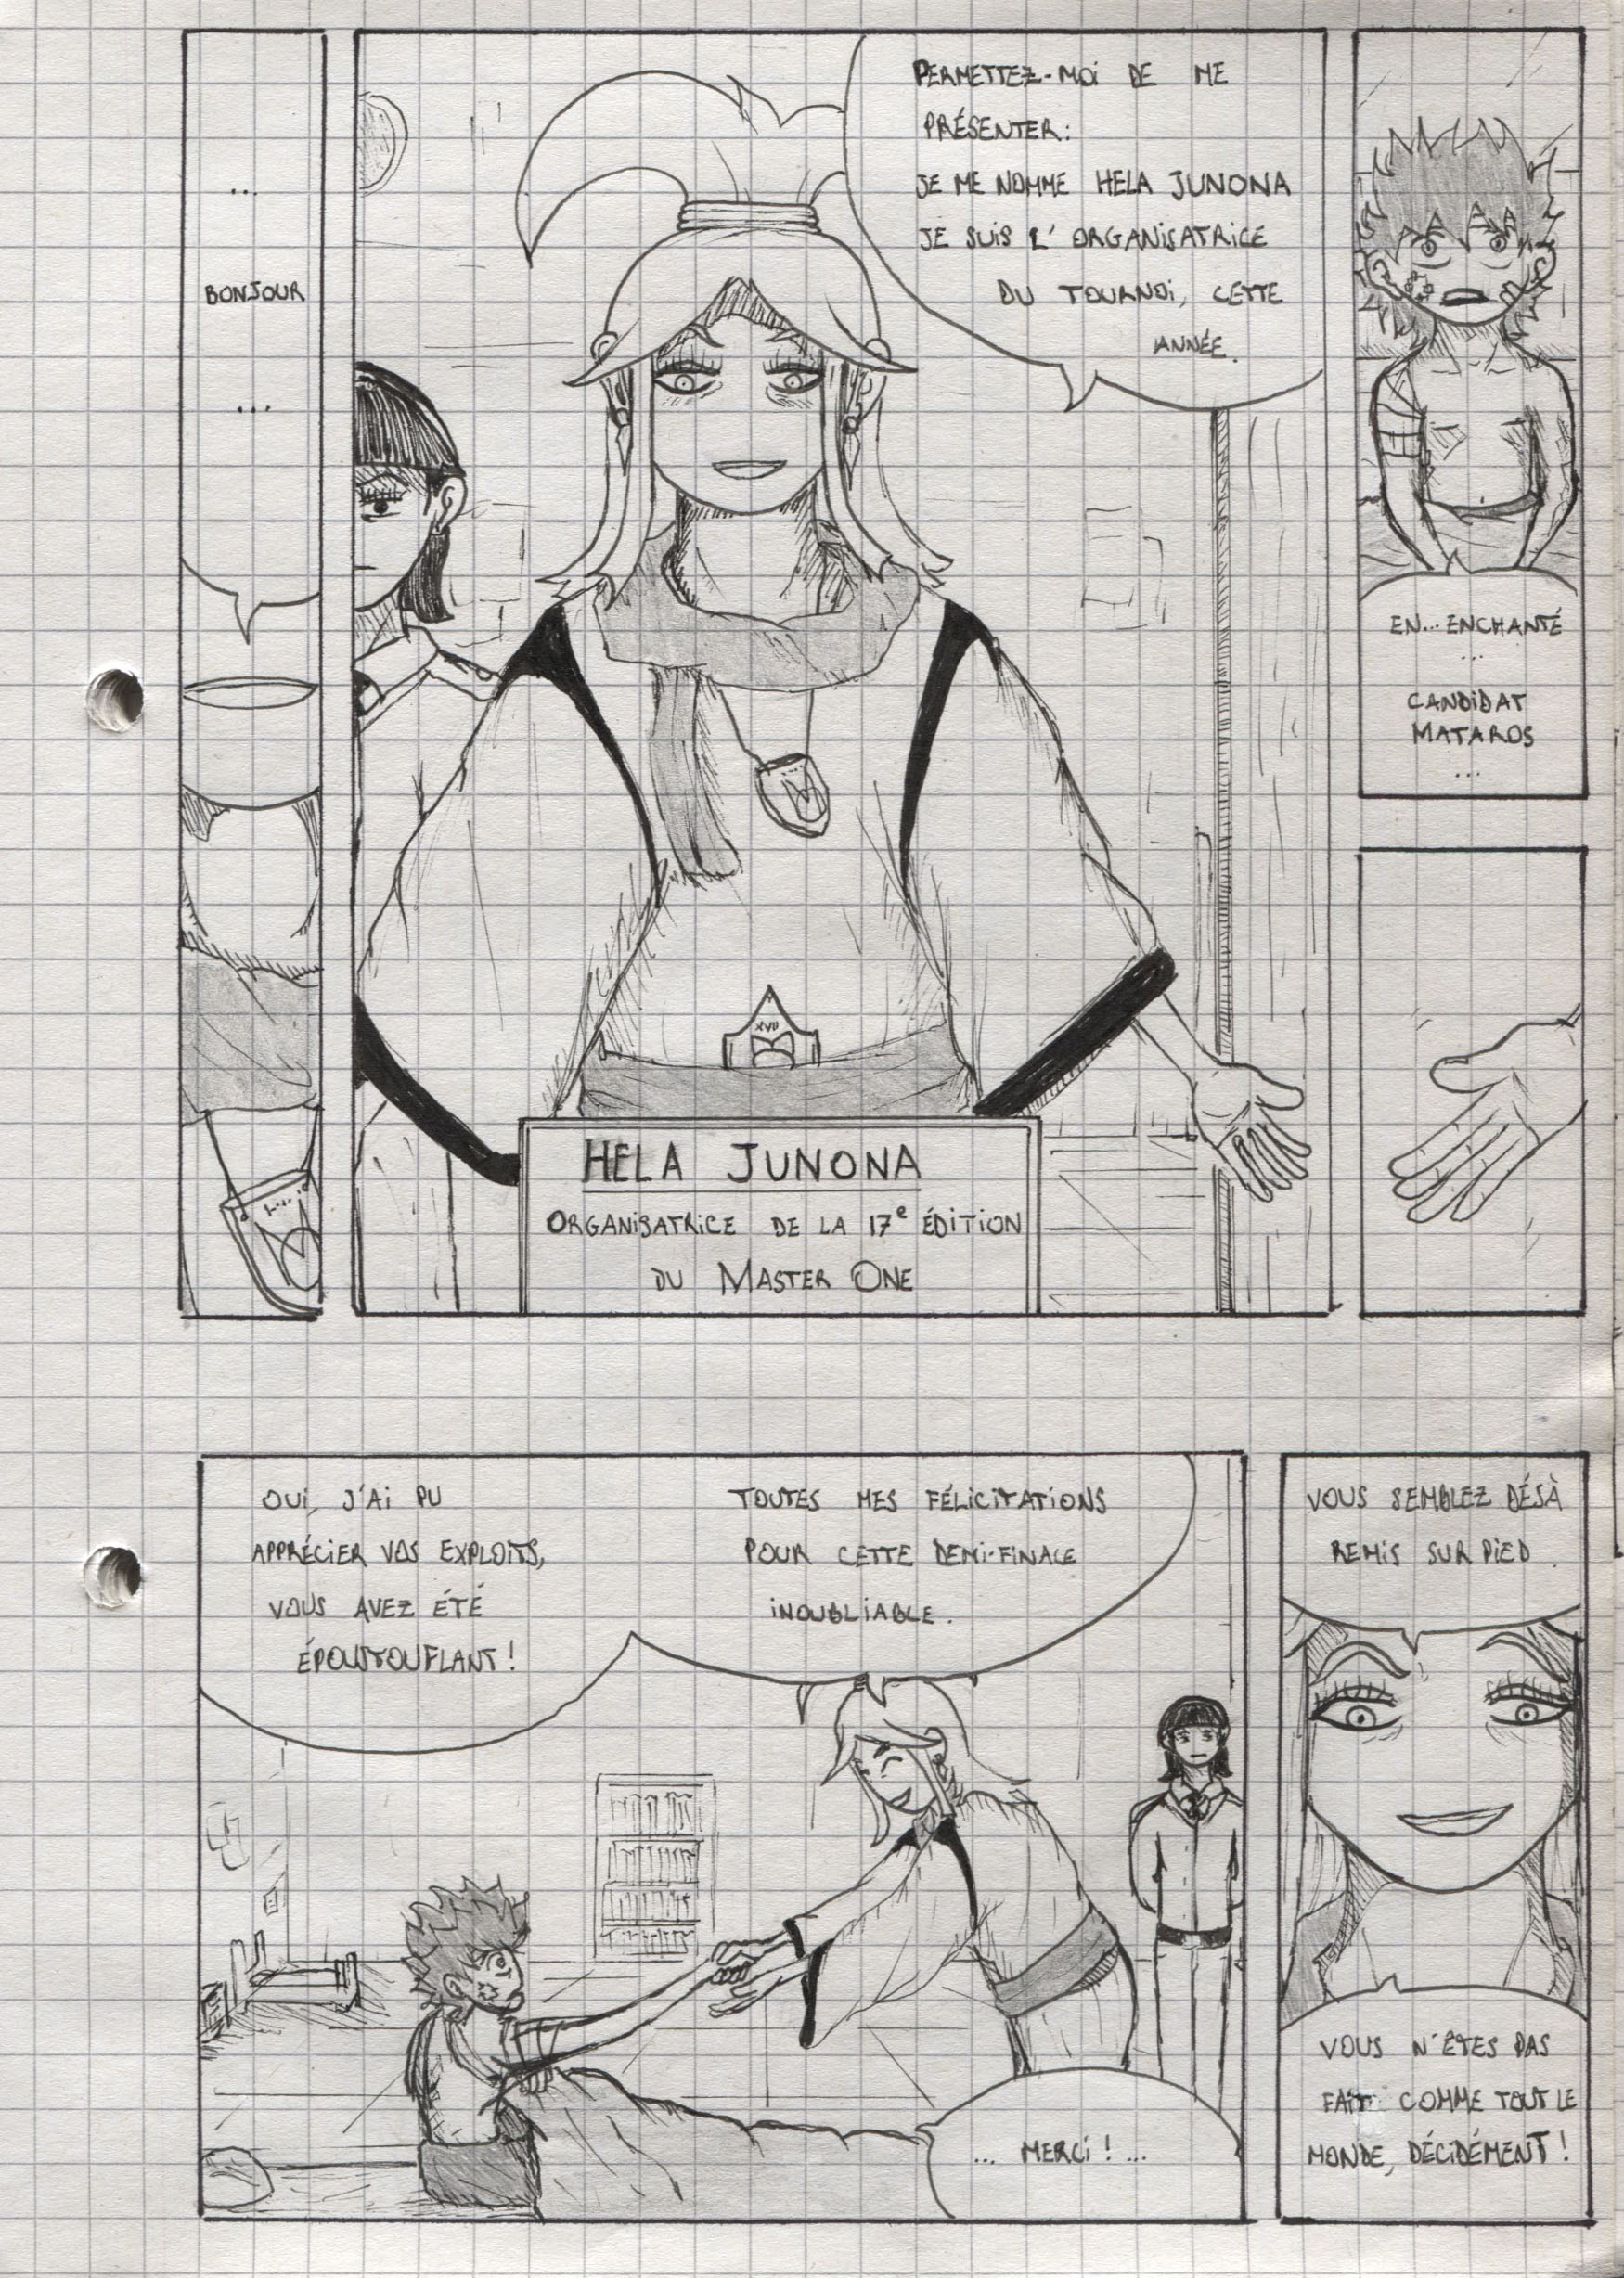 ...
BONJOUR
...
PERMETTEZ-MOI DE ME
PRÉSENTER:
JE ME NOMME HELA JUNONA
JE SUIS L'ORGANISATRICE
DU TOURNOI, CETTE
ANNÉE.
XVII
HELA JUNONA
ORGANISATRICE DE LA 17e ÉDITION
DU MASTER ONE
EN... ENCHANTÉ
...
CANDIDAT
MATAROS
...
OUI, J'AI PU
APPRÉCIER VOS EXPLOITS,
VOUS AVEZ ÉTÉ
ÉPOUSTOUFLANT!
TOUTES MES FÉLICITATIONS
POUR CETTE DEMI-FINALE
INOUBLIABLE.
... MERCI! ...
VOUS SEMBLEZ DÉJÀ
REMIS SUR PIED.
VOUS N'ÊTES PAS
FAIT COMME TOUT LE
MONDE, DÉCIDÉMENT!